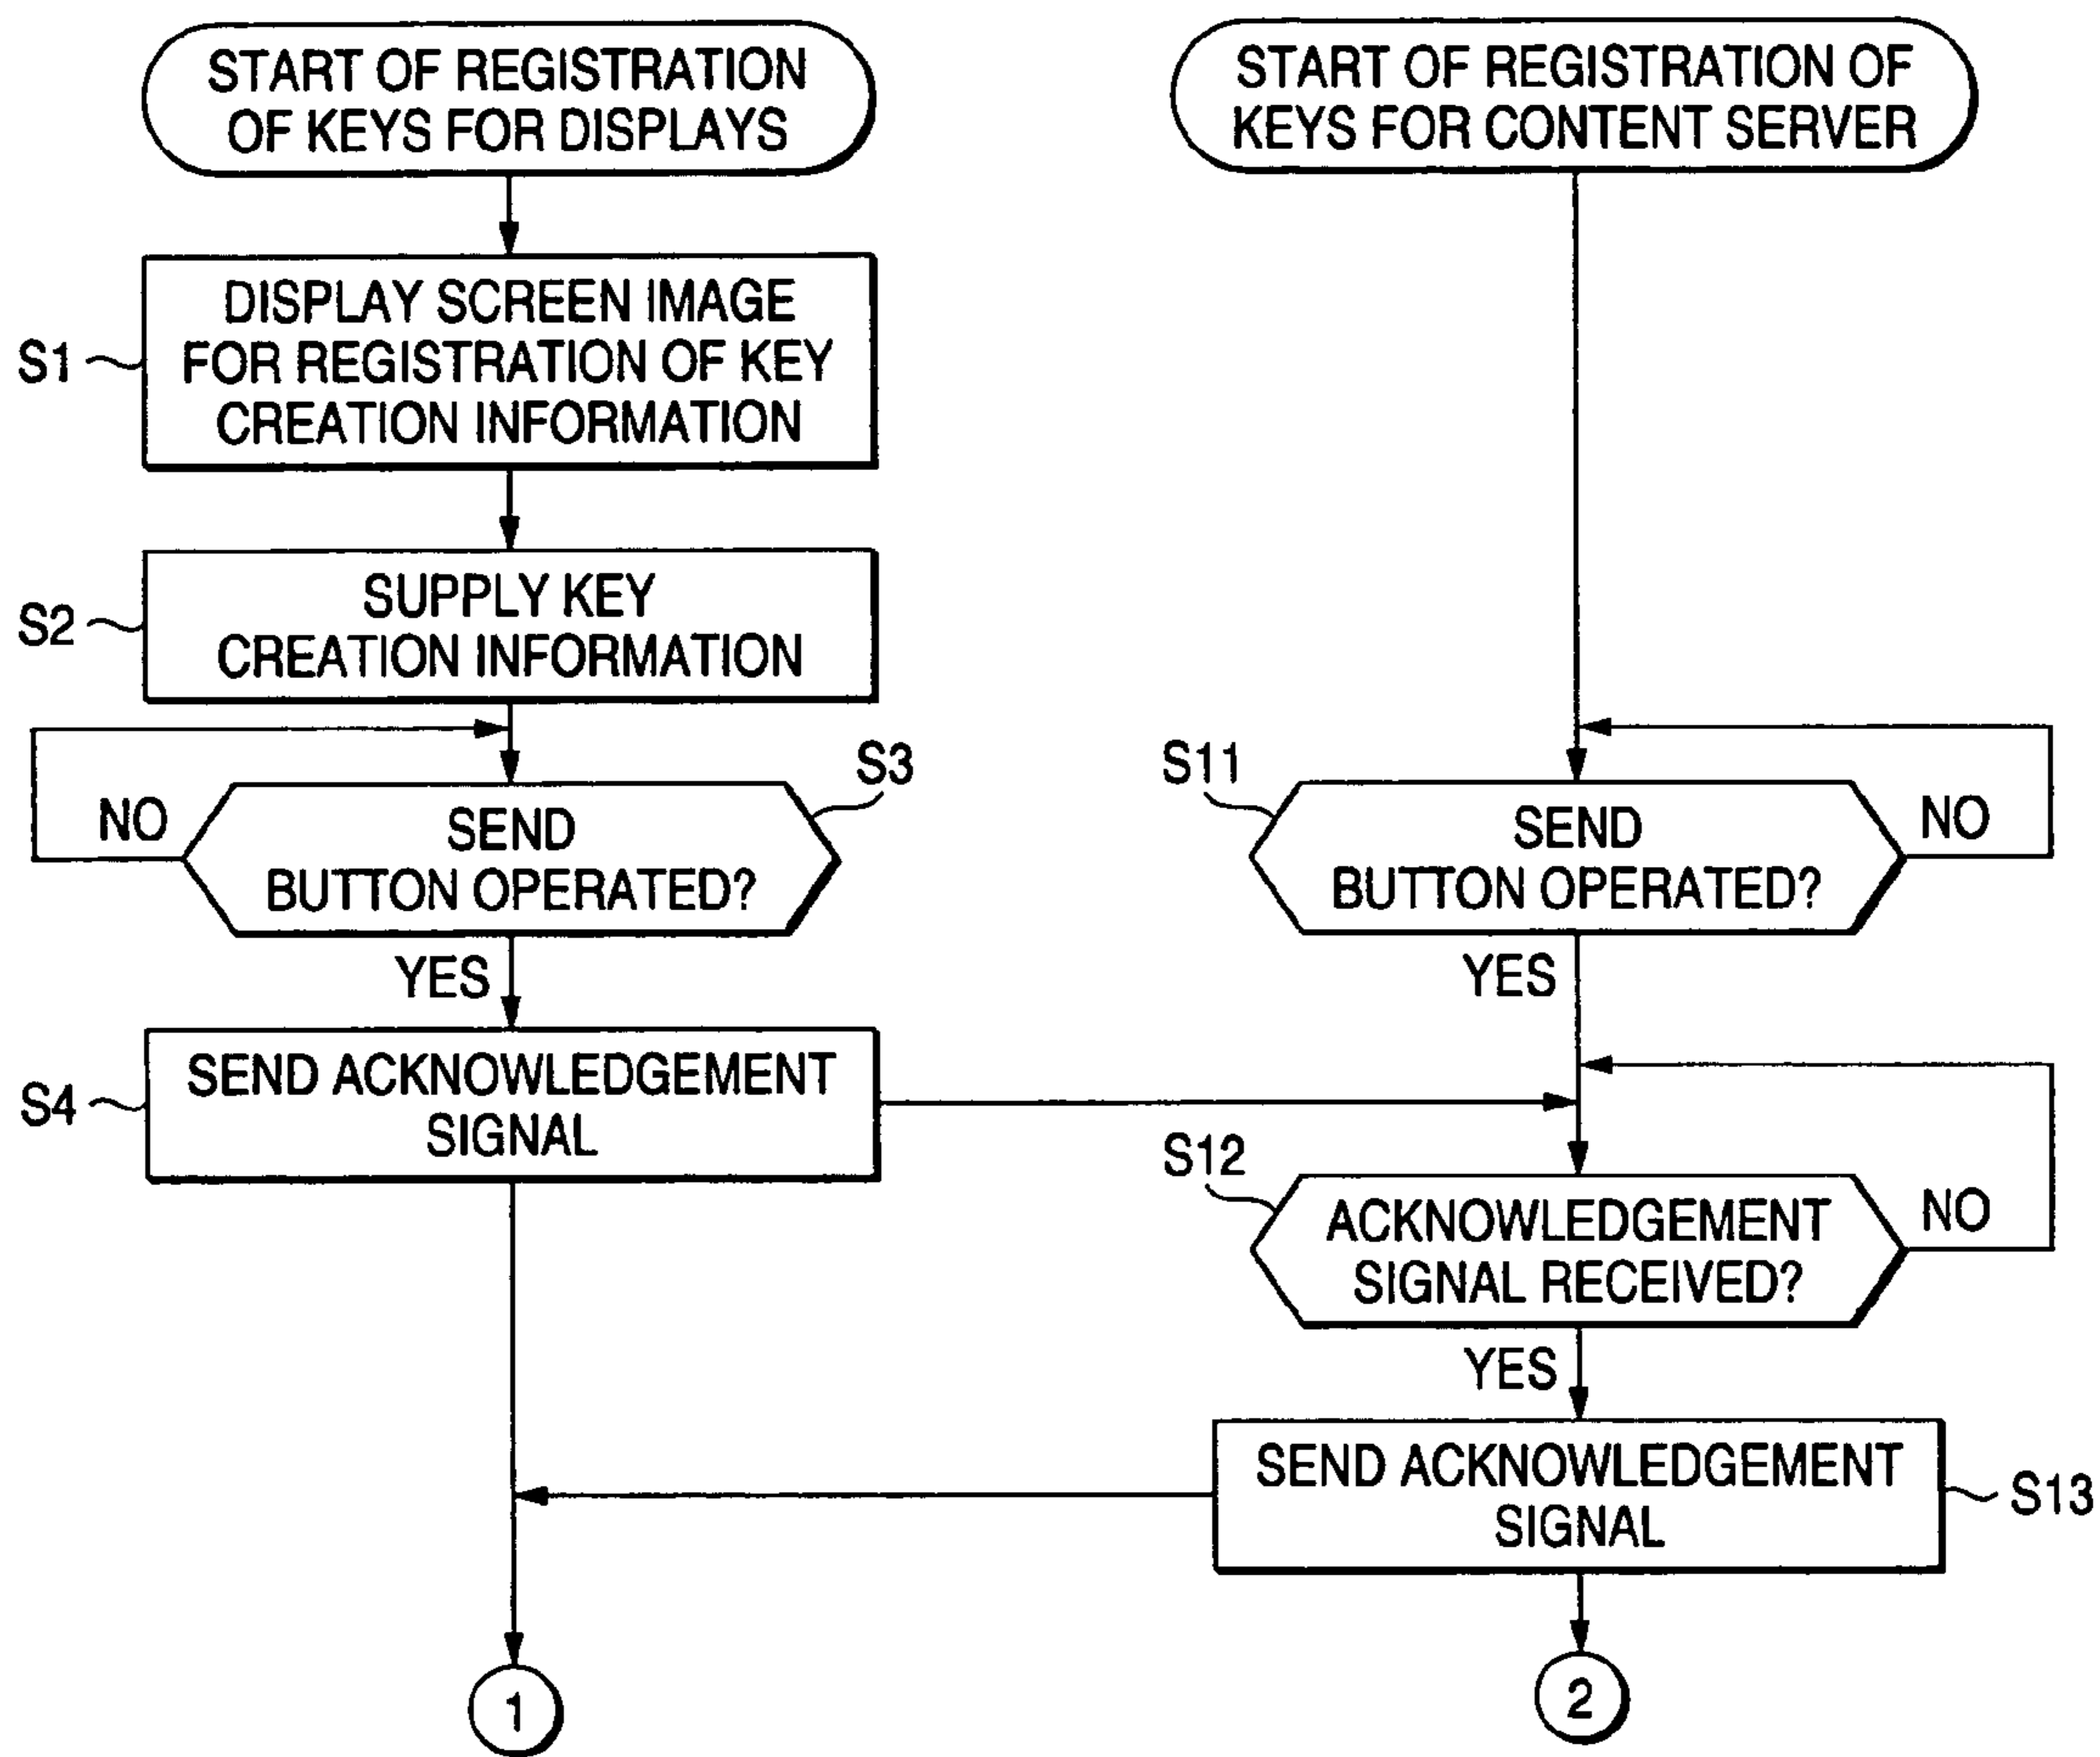 START OF REGISTRATION
OF KEYS FOR DISPLAYS
S1
DISPLAY SCREEN IMAGE
FOR REGISTRATION OF KEY
CREATION INFORMATION
S2
SUPPLY KEY
CREATION INFORMATION
S3
NO
SEND
BUTTON OPERATED?
YES
S4
SEND ACKNOWLEDGEMENT
SIGNAL
1
START OF REGISTRATION OF
KEYS FOR CONTENT SERVER
S11
SEND
BUTTON OPERATED?
NO
YES
S12
ACKNOWLEDGEMENT
SIGNAL RECEIVED?
NO
YES
SEND ACKNOWLEDGEMENT
SIGNAL
S13
2